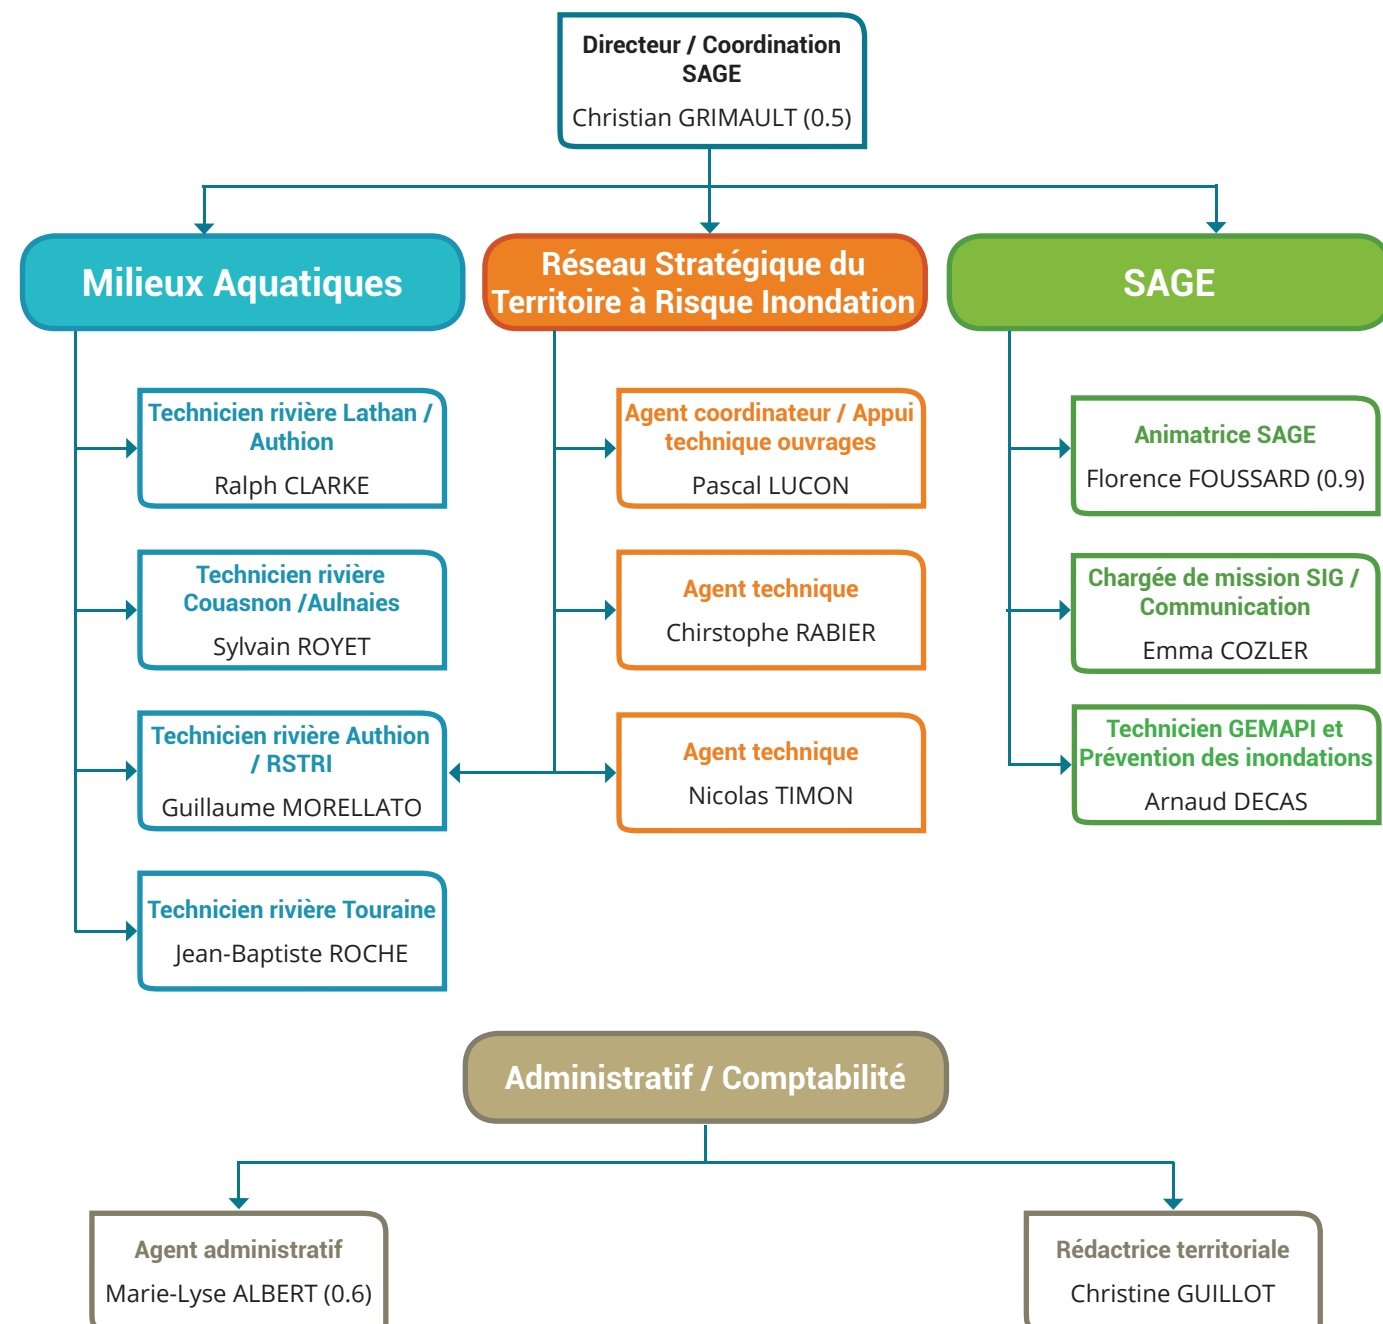 Directeur / Coordination
SAGE
Christian GRIMAULT (0.5)
Milieux Aquatiques
Réseau Stratégique du
Territoire à Risque Inondation
SAGE
Technicien rivière Lathan /
Authion
Ralph CLARKE
Technicien rivière
Couasnon /Aulnaies
Sylvain ROYET
Technicien rivière Authion
/ RSTRI
Guillaume MORELLATO
Technicien rivière Touraine
Jean-Baptiste ROCHE
Agent coordinateur / Appui
technique ouvrages
Pascal LUCON
Agent technique
Chirstophe RABIER
Agent technique
Nicolas TIMON
Animatrice SAGE
Florence FOUSSARD (0.9)
Chargée de mission SIG /
Communication
Emma COZLER
Technicien GEMAPI et
Prévention des inondations
Arnaud DECAS
Administratif / Comptabilité
Agent administratif
Marie-Lyse ALBERT (0.6)
Rédactrice territoriale
Christine GUILLOT